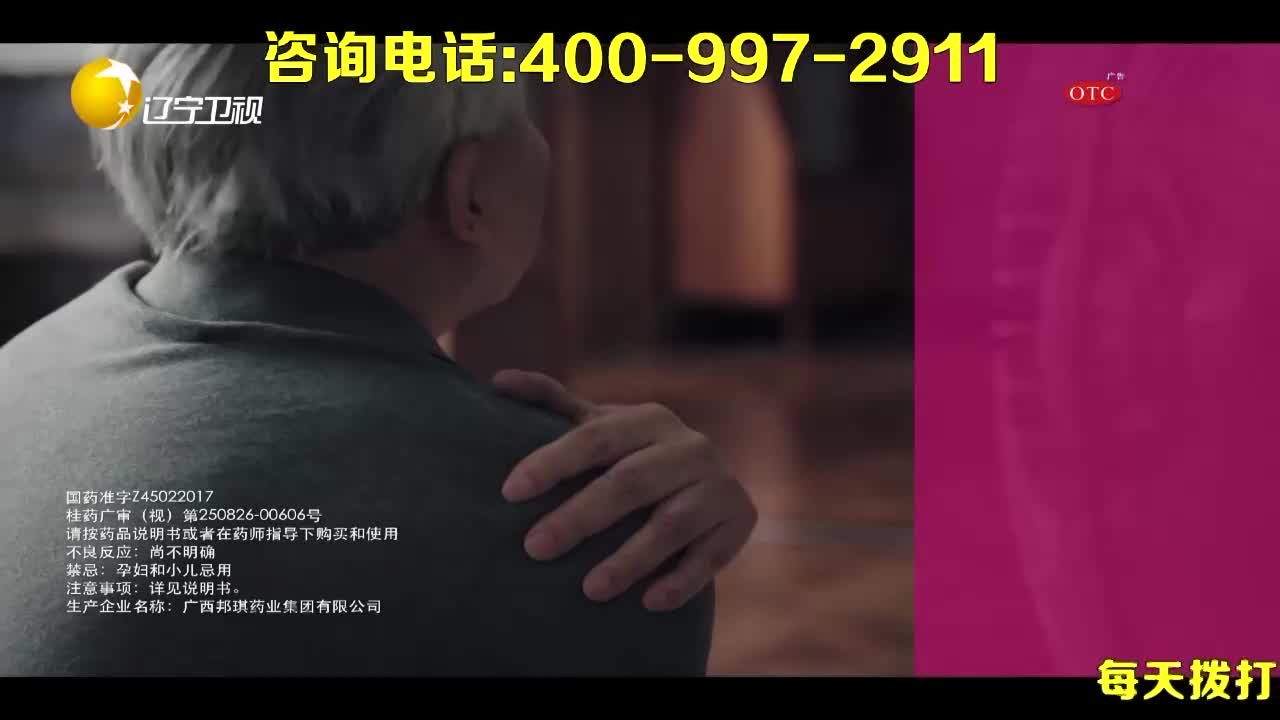 咨询电话:400-997-2911
广告
OTC
辽宁卫视
国药准字Z45022017
桂药广审（视）第250826-00606号
请按药品说明书或者在药师指导下购买和使用
不良反应：尚不明确
禁忌：孕妇和小儿忌用
注意事项：详见说明书。
生产企业名称：广西邦琪药业集团有限公司
每天拨打